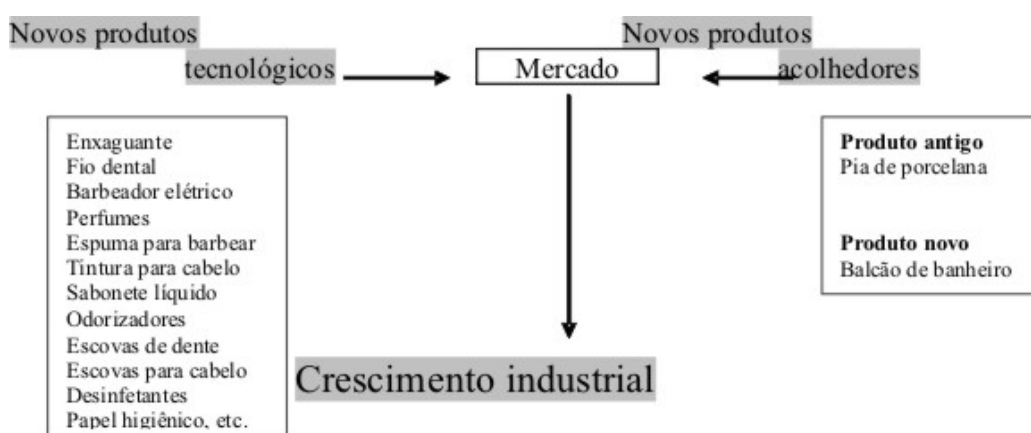 Novos produtos
tecnológicos
Mercado
Novos produtos
acolhedores
Enxaguante
Fio dental
Barbeador elétrico
Perfumes
Espuma para barbear
Tintura para cabelo
Sabonete líquido
Odorizadores
Escovas de dente
Escovas para cabelo
Desinfetantes
Papel higiênico, etc.
Produto antigo
Pia de porcelana
Produto novo
Balcão de banheiro
Crescimento industrial